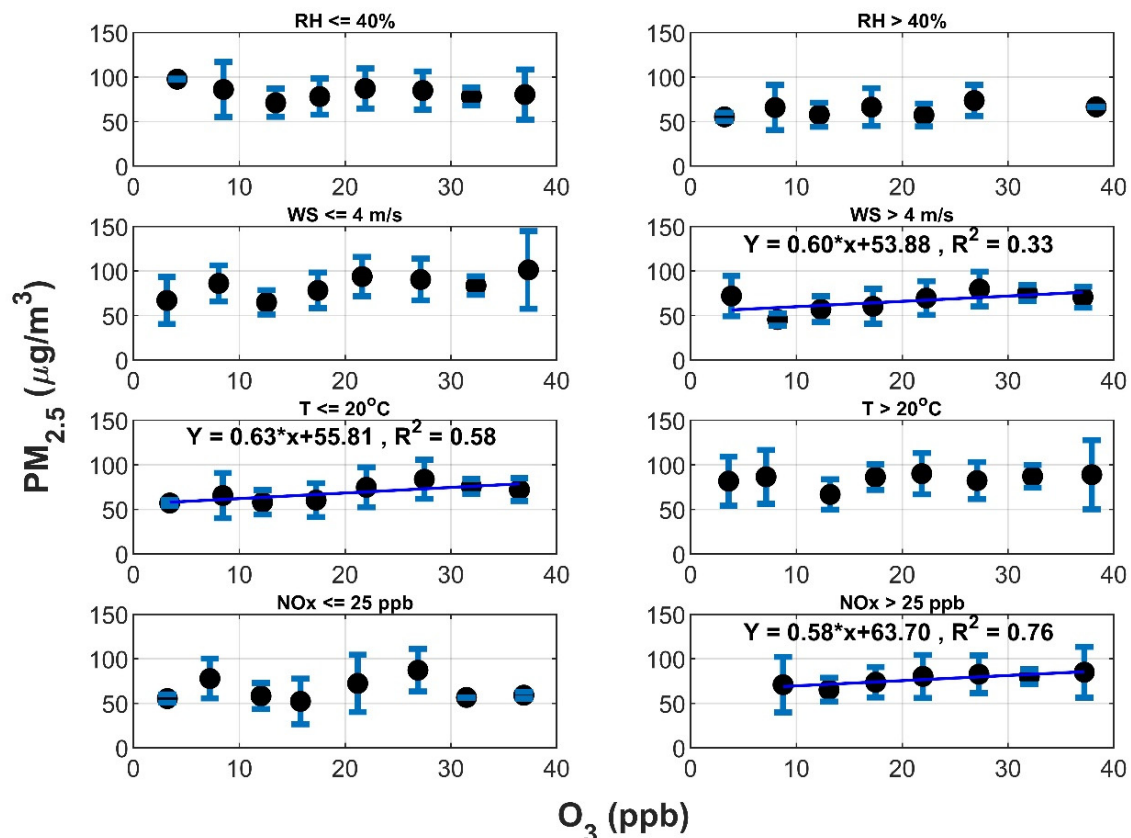 RH <= 40%
150
100
50
0
0 10 20 30 40
RH > 40%
150
100
50
0
0 10 20 30 40
WS <= 4 m/s
150
100
50
0
0 10 20 30 40
WS > 4 m/s
Y = 0.60*x+53.88 , R² = 0.33
150
100
50
0
0 10 20 30 40
T <= 20°C
Y = 0.63*x+55.81 , R² = 0.58
150
100
50
0
0 10 20 30 40
T > 20°C
150
100
50
0
0 10 20 30 40
NOx <= 25 ppb
150
100
50
0
0 10 20 30 40
NOx > 25 ppb
Y = 0.58*x+63.70 , R² = 0.76
150
100
50
0
0 10 20 30 40
PM₂.₅ (μg/m³)
O₃ (ppb)